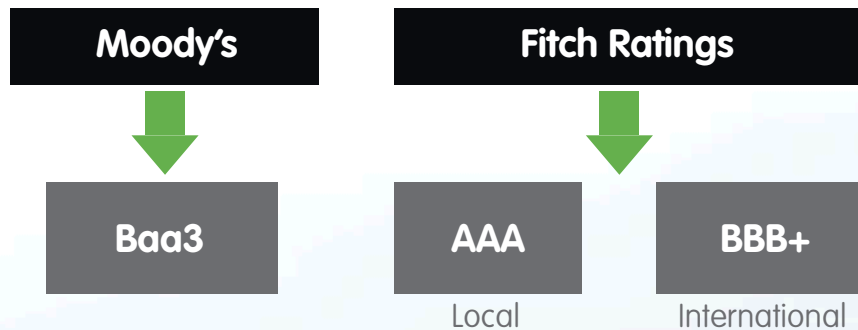 Moody's
Fitch Ratings
Baa3
AAA
BBB+
Local
International